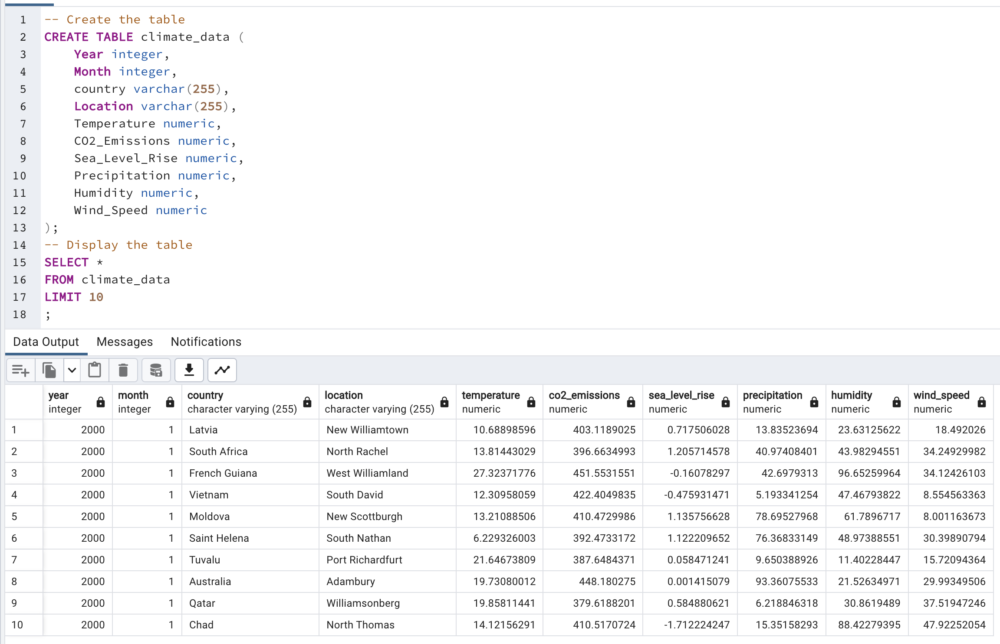 1 -- Create the table
2 CREATE TABLE climate_data (
3 Year integer,
4 Month integer,
5 country varchar(255),
6 Location varchar(255),
7 Temperature numeric,
8 CO2_Emissions numeric,
9 Sea_Level_Rise numeric,
10 Precipitation numeric,
11 Humidity numeric,
12 Wind_Speed numeric
13 );
14 -- Display the table
15 SELECT *
16 FROM climate_data
17 LIMIT 10
18 ;
Data Output Messages Notifications
year month country location temperature co2_emissions sea_level_rise precipitation humidity wind_speed
integer integer character varying (255) character varying (255) numeric numeric numeric numeric numeric numeric
1 2000 1 Latvia New Williamtown 10.68898596 403.1189025 0.717506028 13.83523694 23.63125622 18.492026
2 2000 1 South Africa North Rachel 13.81443029 396.6634993 1.205714578 40.97408401 43.98294551 34.24929982
3 2000 1 French Guiana West Williamland 27.32371776 451.5531551 -0.16078297 42.6979313 96.65259964 34.12426103
4 2000 1 Vietnam South David 12.30958059 422.4049835 -0.475931471 5.193341254 47.46793822 8.554563363
5 2000 1 Moldova New Scottburgh 13.21088506 410.4729986 1.135756628 78.69527968 61.7896717 8.001163673
6 2000 1 Saint Helena South Nathan 6.229326003 392.4733172 1.122209652 76.36833149 48.97388551 30.39890794
7 2000 1 Tuvalu Port Richardfurt 21.64673809 387.6484371 0.058471241 9.650388926 11.40228447 15.72094364
8 2000 1 Australia Adambury 19.73080012 448.180275 0.001415079 93.36075533 21.52634971 29.99349506
9 2000 1 Qatar Williamsonberg 19.85811441 379.6188201 0.584880621 6.218846318 30.8619489 37.51947246
10 2000 1 Chad North Thomas 14.12156291 410.5170724 -1.712224247 15.35158293 88.42279395 47.92252054